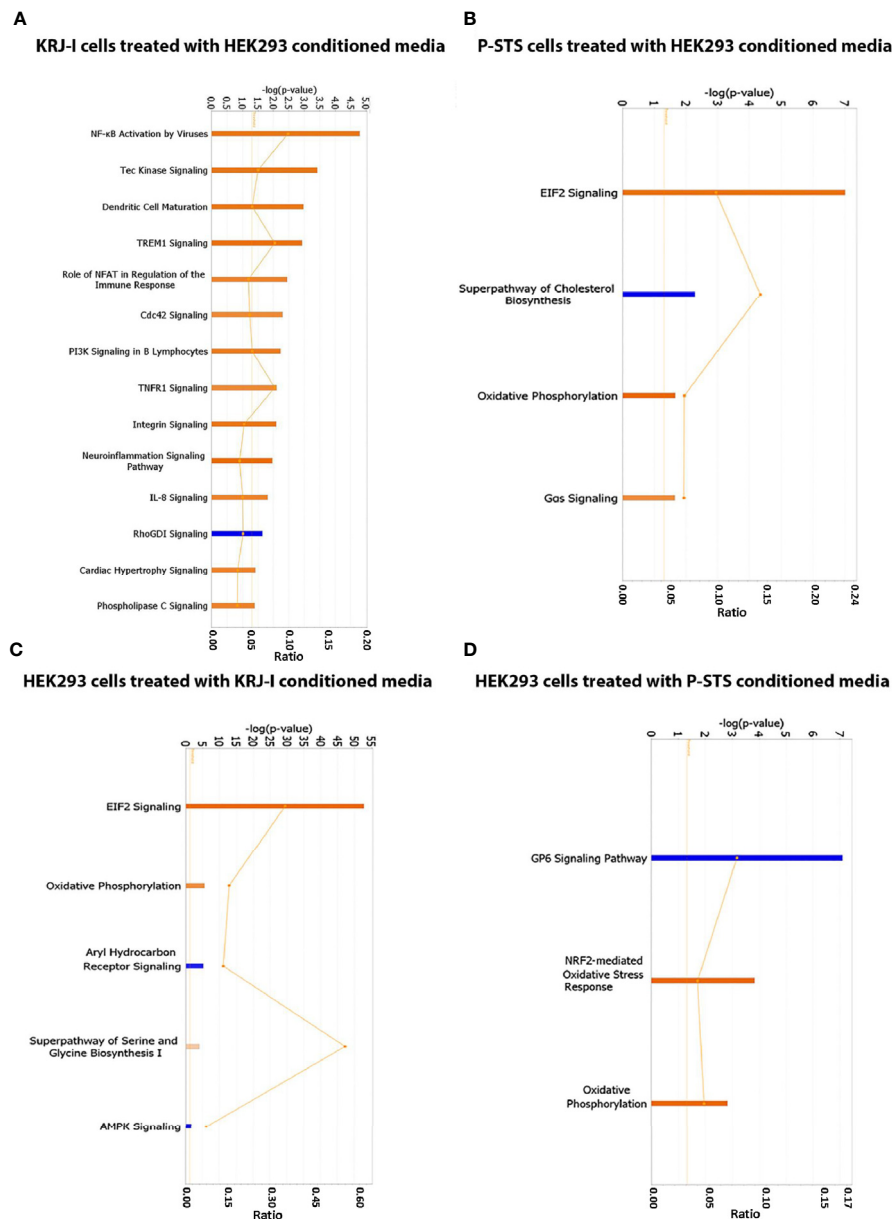 A
KRJ-I cells treated with HEK293 conditioned media
-log(p-value)
0.0 0.5 1.0 1.5 2.0 2.5 3.0 3.5 4.0 4.5 5.0
NF-κB Activation by Viruses
Tec Kinase Signaling
Dendritic Cell Maturation
TREM1 Signaling
Role of NFAT in Regulation of the
Immune Response
Cdc42 Signaling
PI3K Signaling in B Lymphocytes
TNFR1 Signaling
Integrin Signaling
Neuroinflammation Signaling
Pathway
IL-8 Signaling
RhoGDI Signaling
Cardiac Hypertrophy Signaling
Phospholipase C Signaling
0.00 0.05 0.10 0.15 0.20
Ratio
B
P-STS cells treated with HEK293 conditioned media
-log(p-value)
0 1 2 3 4 5 6 7
EIF2 Signaling
Superpathway of Cholesterol
Biosynthesis
Oxidative Phosphorylation
Gαs Signaling
0.00 0.05 0.10 0.15 0.20 0.24
Ratio
C
HEK293 cells treated with KRJ-I conditioned media
-log(p-value)
0 5 10 15 20 25 30 35 40 45 50 55
EIF2 Signaling
Oxidative Phosphorylation
Aryl Hydrocarbon
Receptor Signaling
Superpathway of Serine and
Glycine Biosynthesis I
AMPK Signaling
0.00 0.15 0.30 0.45 0.60
Ratio
D
HEK293 cells treated with P-STS conditioned media
-log(p-value)
0 1 2 3 4 5 6 7
GP6 Signaling Pathway
NRF2-mediated
Oxidative Stress
Response
Oxidative
Phosphorylation
0.00 0.05 0.10 0.15 0.17
Ratio